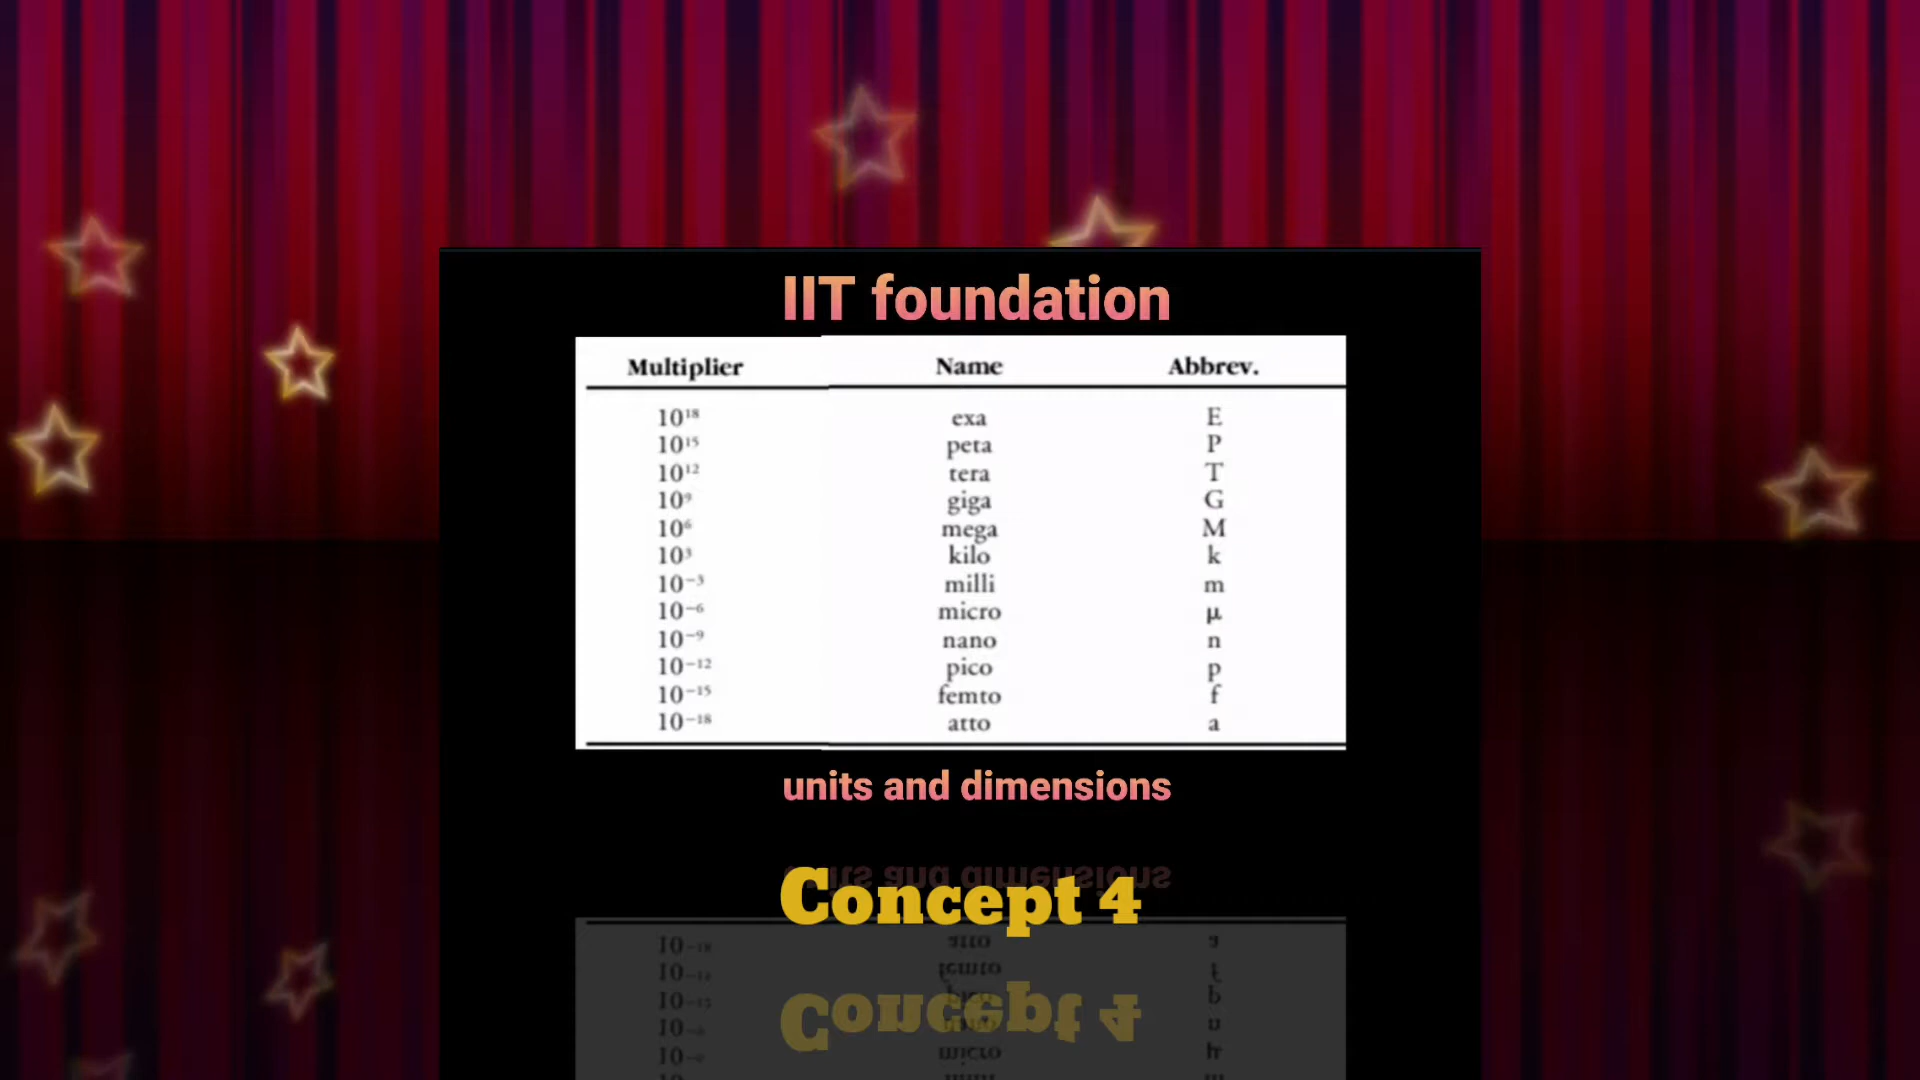 IIT foundation
Multiplier Name Abbrev.
10¹⁸ exa E
10¹⁵ peta P
10¹² tera T
10⁹ giga G
10⁶ mega M
10³ kilo k
10⁻³ milli m
10⁻⁶ micro μ
10⁻⁹ nano n
10⁻¹² pico p
10⁻¹⁵ femto f
10⁻¹⁸ atto a
units and dimensions
Concept 4